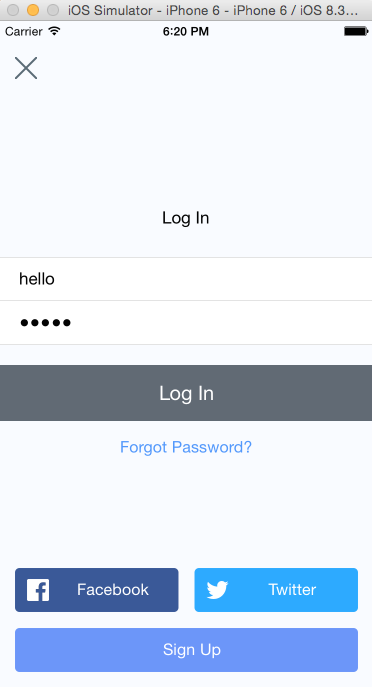 iOS Simulator - iPhone 6 - iPhone 6 / iOS 8.3...
Carrier 6:20 PM
Log In
hello
●●●●●
Log In
Forgot Password?
Facebook Twitter
Sign Up